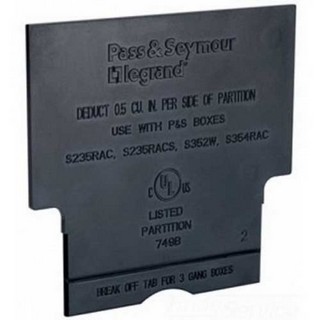 Pass & Seymour
legrand
DEDUCT 0.5 CU. IN. PER SIDE OF PARTITION
USE WITH P&S BOXES
S235RAC, S235RACS, S352W, S354RAC
C UL US
LISTED
PARTITION
749B
2
BREAK OFF TAB FOR 3 GANG BOXES